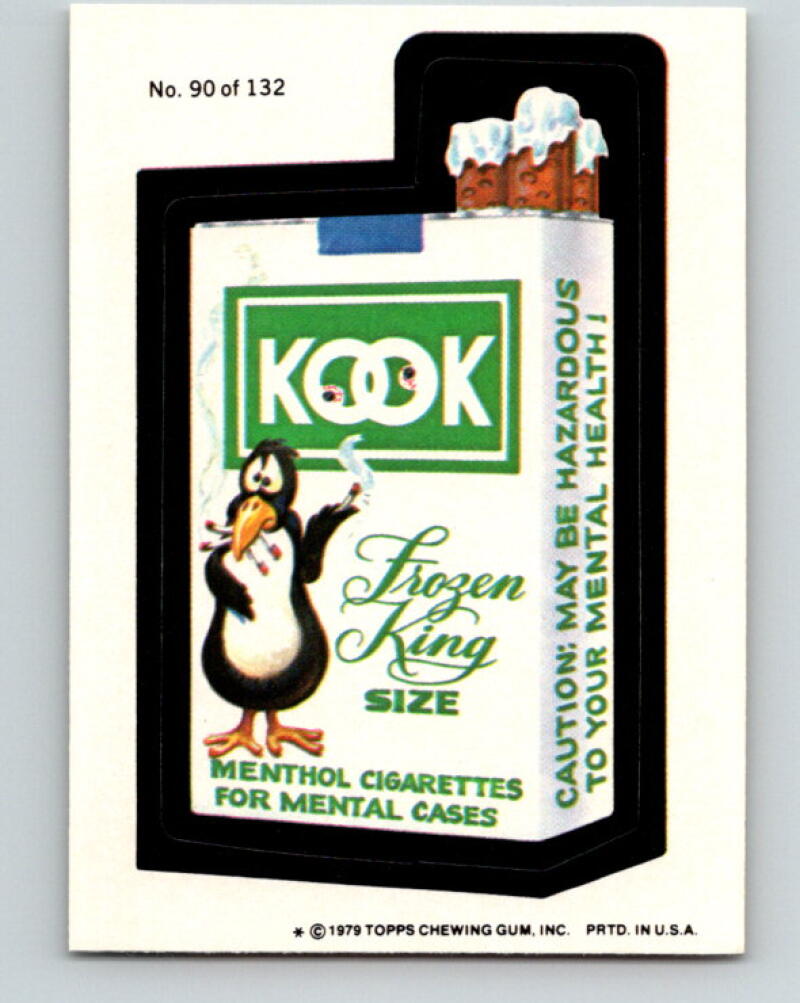 No. 90 of 132
KOOK
Frozen
King
SIZE
MENTHOL CIGARETTES
FOR MENTAL CASES
CAUTION: MAY BE HAZARDOUS
TO YOUR MENTAL HEALTH!
* © 1979 TOPPS CHEWING GUM, INC. PRTD. IN U.S.A.